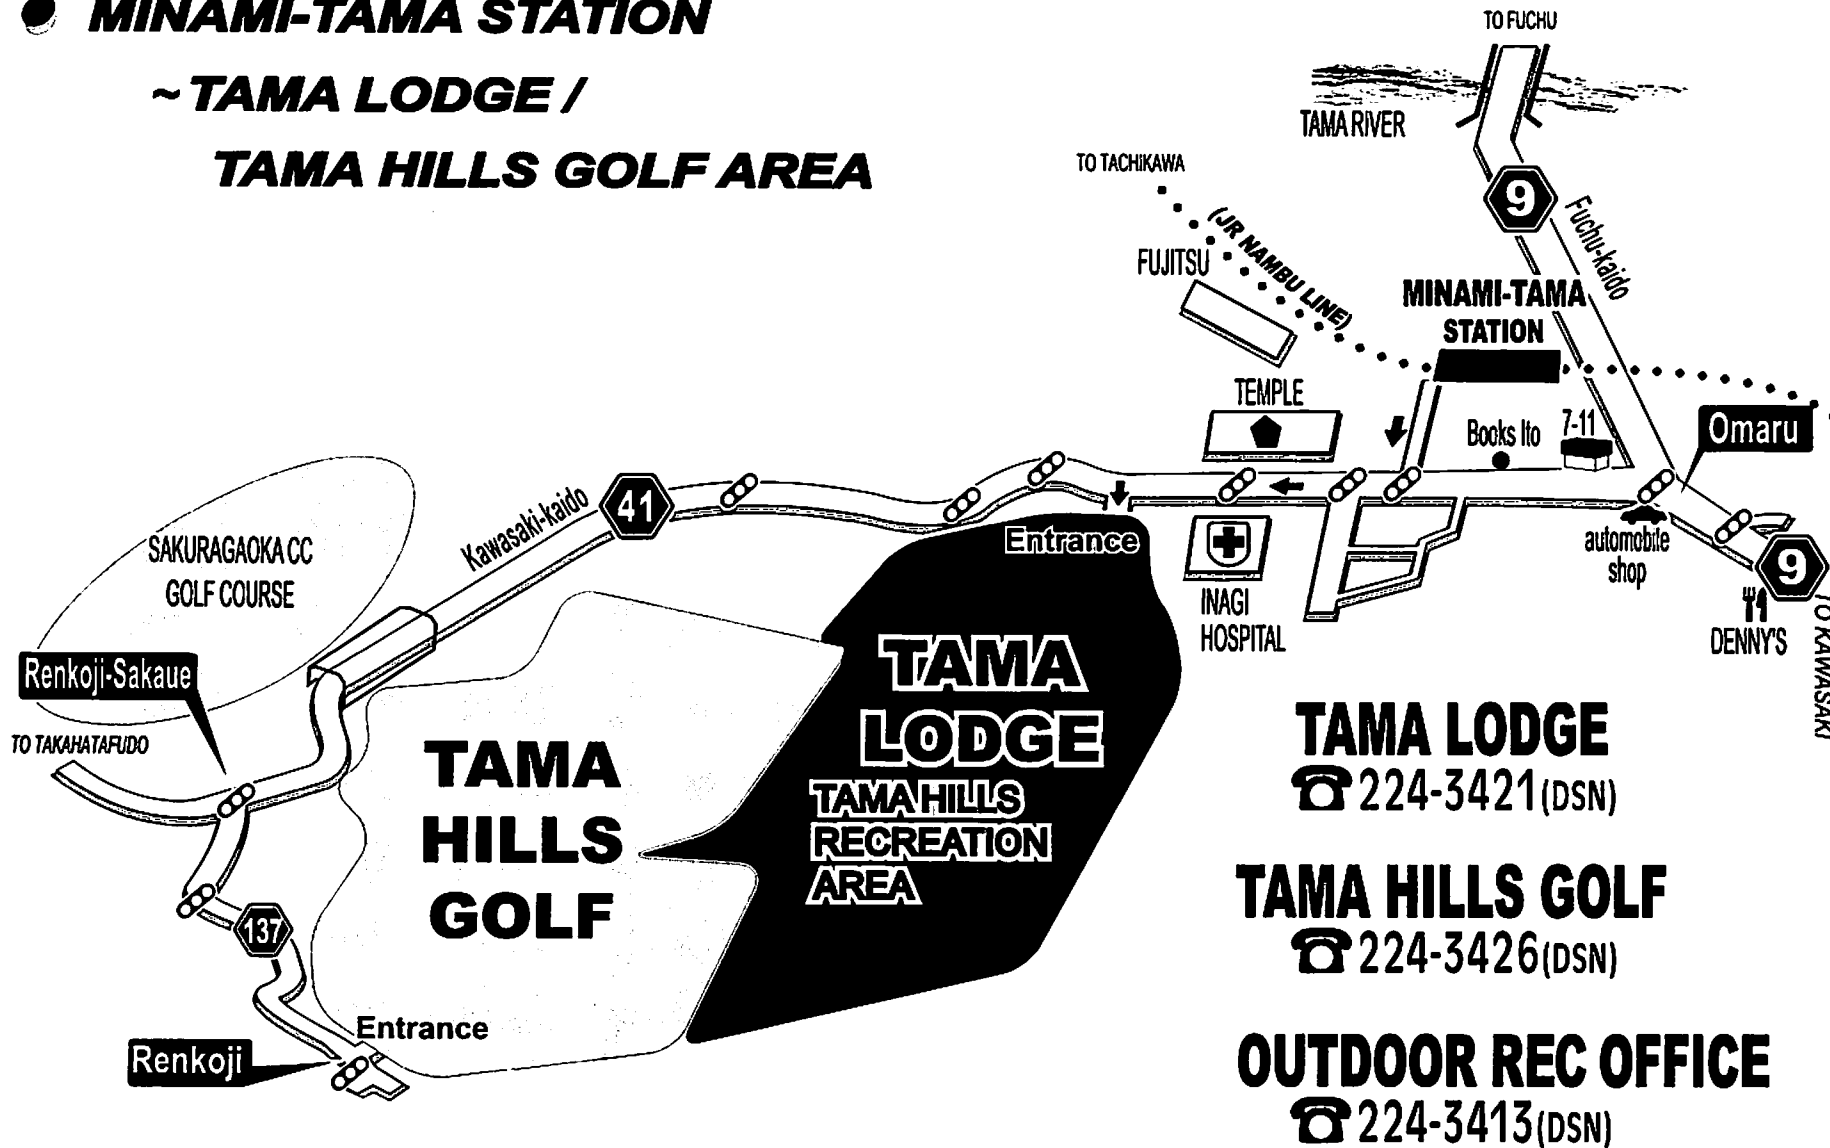 MINAMI-TAMA STATION
~TAMA LODGE /
TAMA HILLS GOLF AREA
TO FUCHU
TAMA RIVER
TO TACHIKAWA
9
Fuchu-kaido
(JR NAMBU LINE)
FUJITSU
MINAMI-TAMA
STATION
TEMPLE
Books Ito
7-11
Omaru
41
Kawasaki-kaido
SAKURAGAOKA CC
GOLF COURSE
Entrance
INAGI
HOSPITAL
automobile
shop
9
DENNY'S
TO KAWASAKI
Renkoji-Sakaue
TO TAKAHATAFUDO
TAMA
HILLS
GOLF
TAMA
LODGE
TAMA HILLS
RECREATION
AREA
137
Entrance
Renkoji
TAMA LODGE
224-3421(DSN)
TAMA HILLS GOLF
224-3426(DSN)
OUTDOOR REC OFFICE
224-3413(DSN)